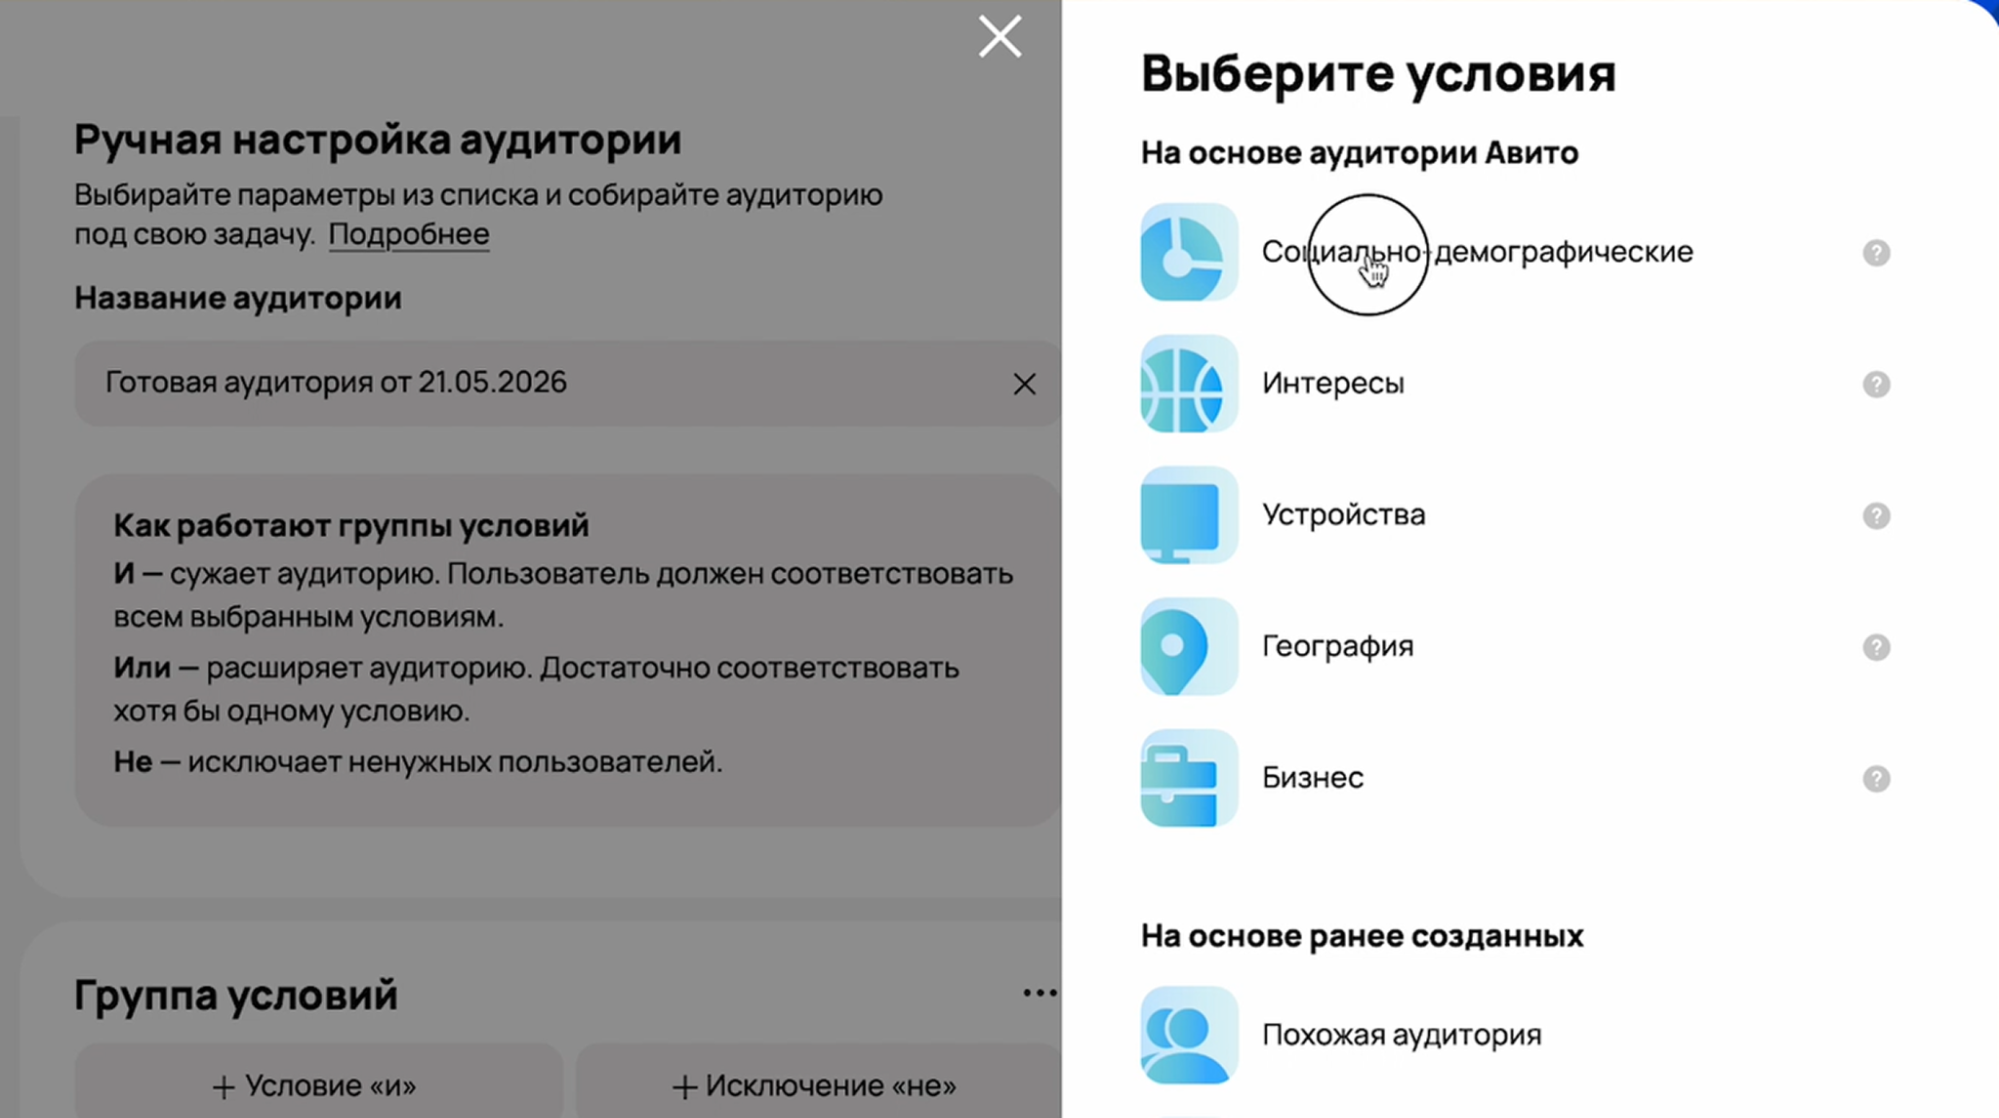 Ручная настройка аудитории
Выбирайте параметры из списка и собирайте аудиторию
под свою задачу. Подробнее
Название аудитории
Готовая аудитория от 21.05.2026
Как работают группы условий
И — сужает аудиторию. Пользователь должен соответствовать
всем выбранным условиям.
Или — расширяет аудиторию. Достаточно соответствовать
хотя бы одному условию.
Не — исключает ненужных пользователей.
Группа условий
+ Условие «и»
+ Исключение «не»
Выберите условия
На основе аудитории Авито
Социально-демографические
?
Интересы
?
Устройства
?
География
?
Бизнес
?
На основе ранее созданных
Похожая аудитория